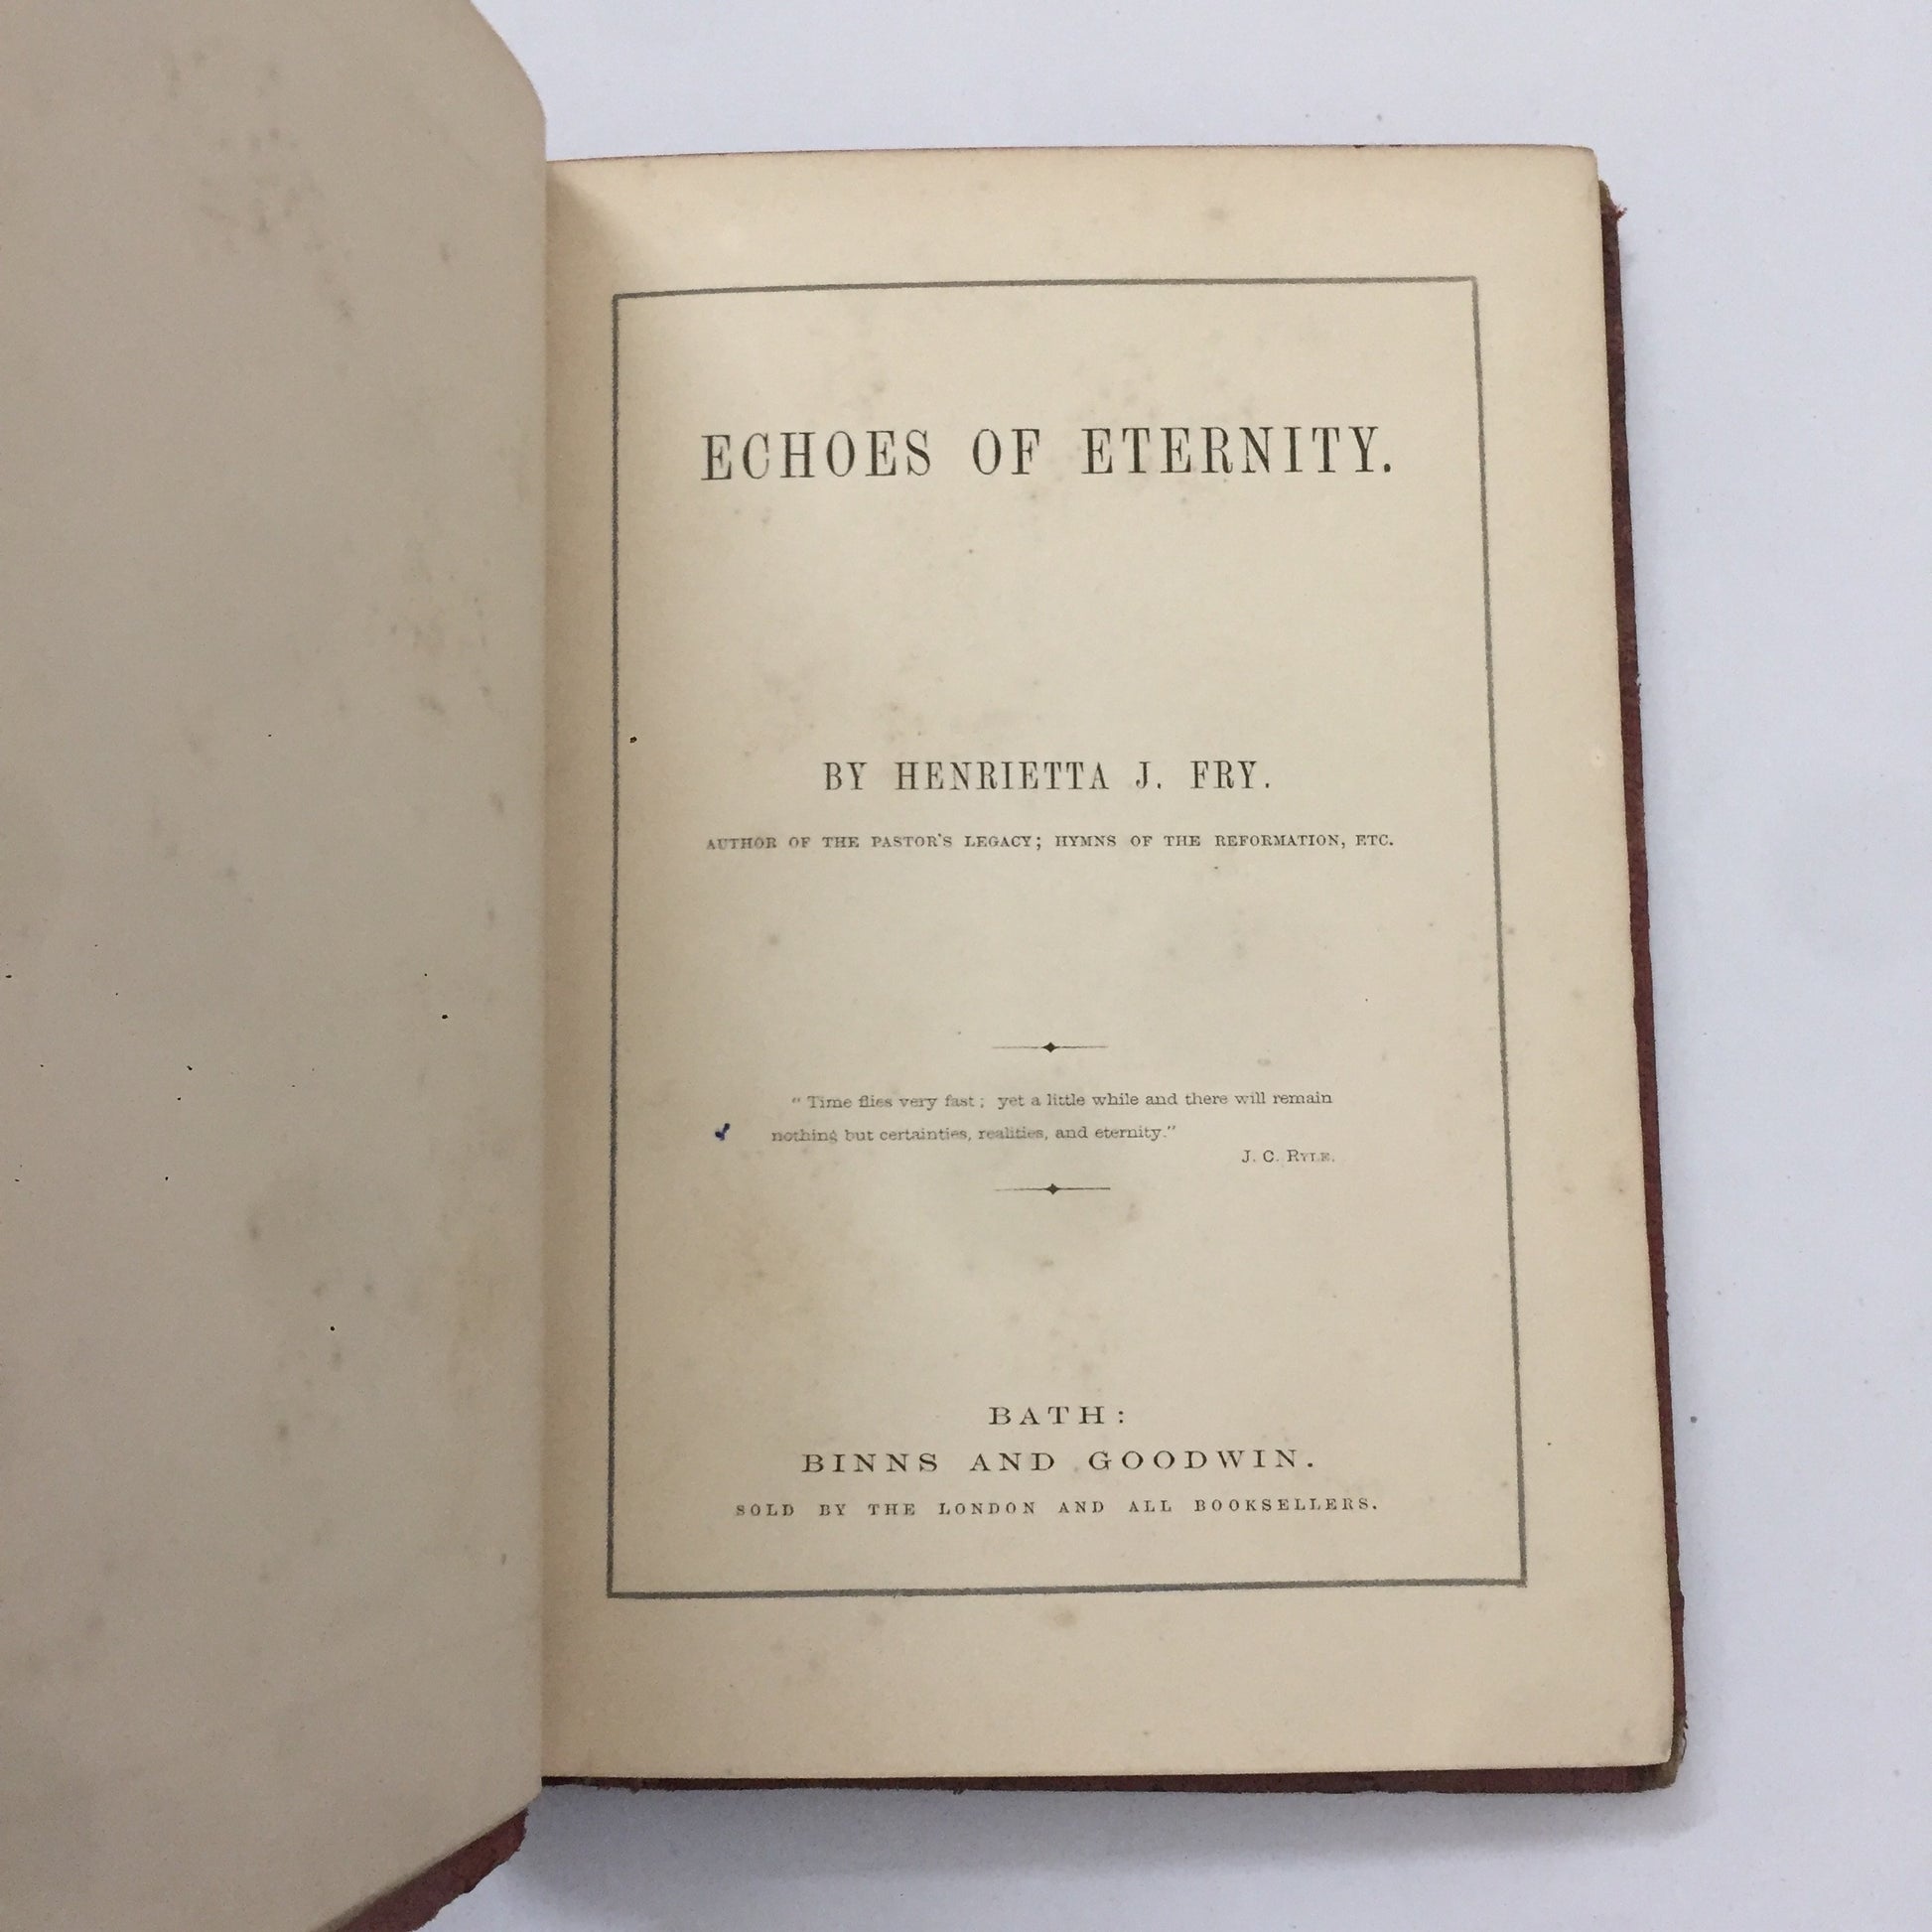 ECHOES OF ETERNITY.
BY HENRIETTA J. FRY.
AUTHOR OF THE PASTOR'S LEGACY; HYMNS OF THE REFORMATION, ETC.
" Time flies very fast ; yet a little while and there will remain
nothing but certainties, realities, and eternity."
J. C. RYLE.
BATH :
BINNS AND GOODWIN.
SOLD BY THE LONDON AND ALL BOOKSELLERS.